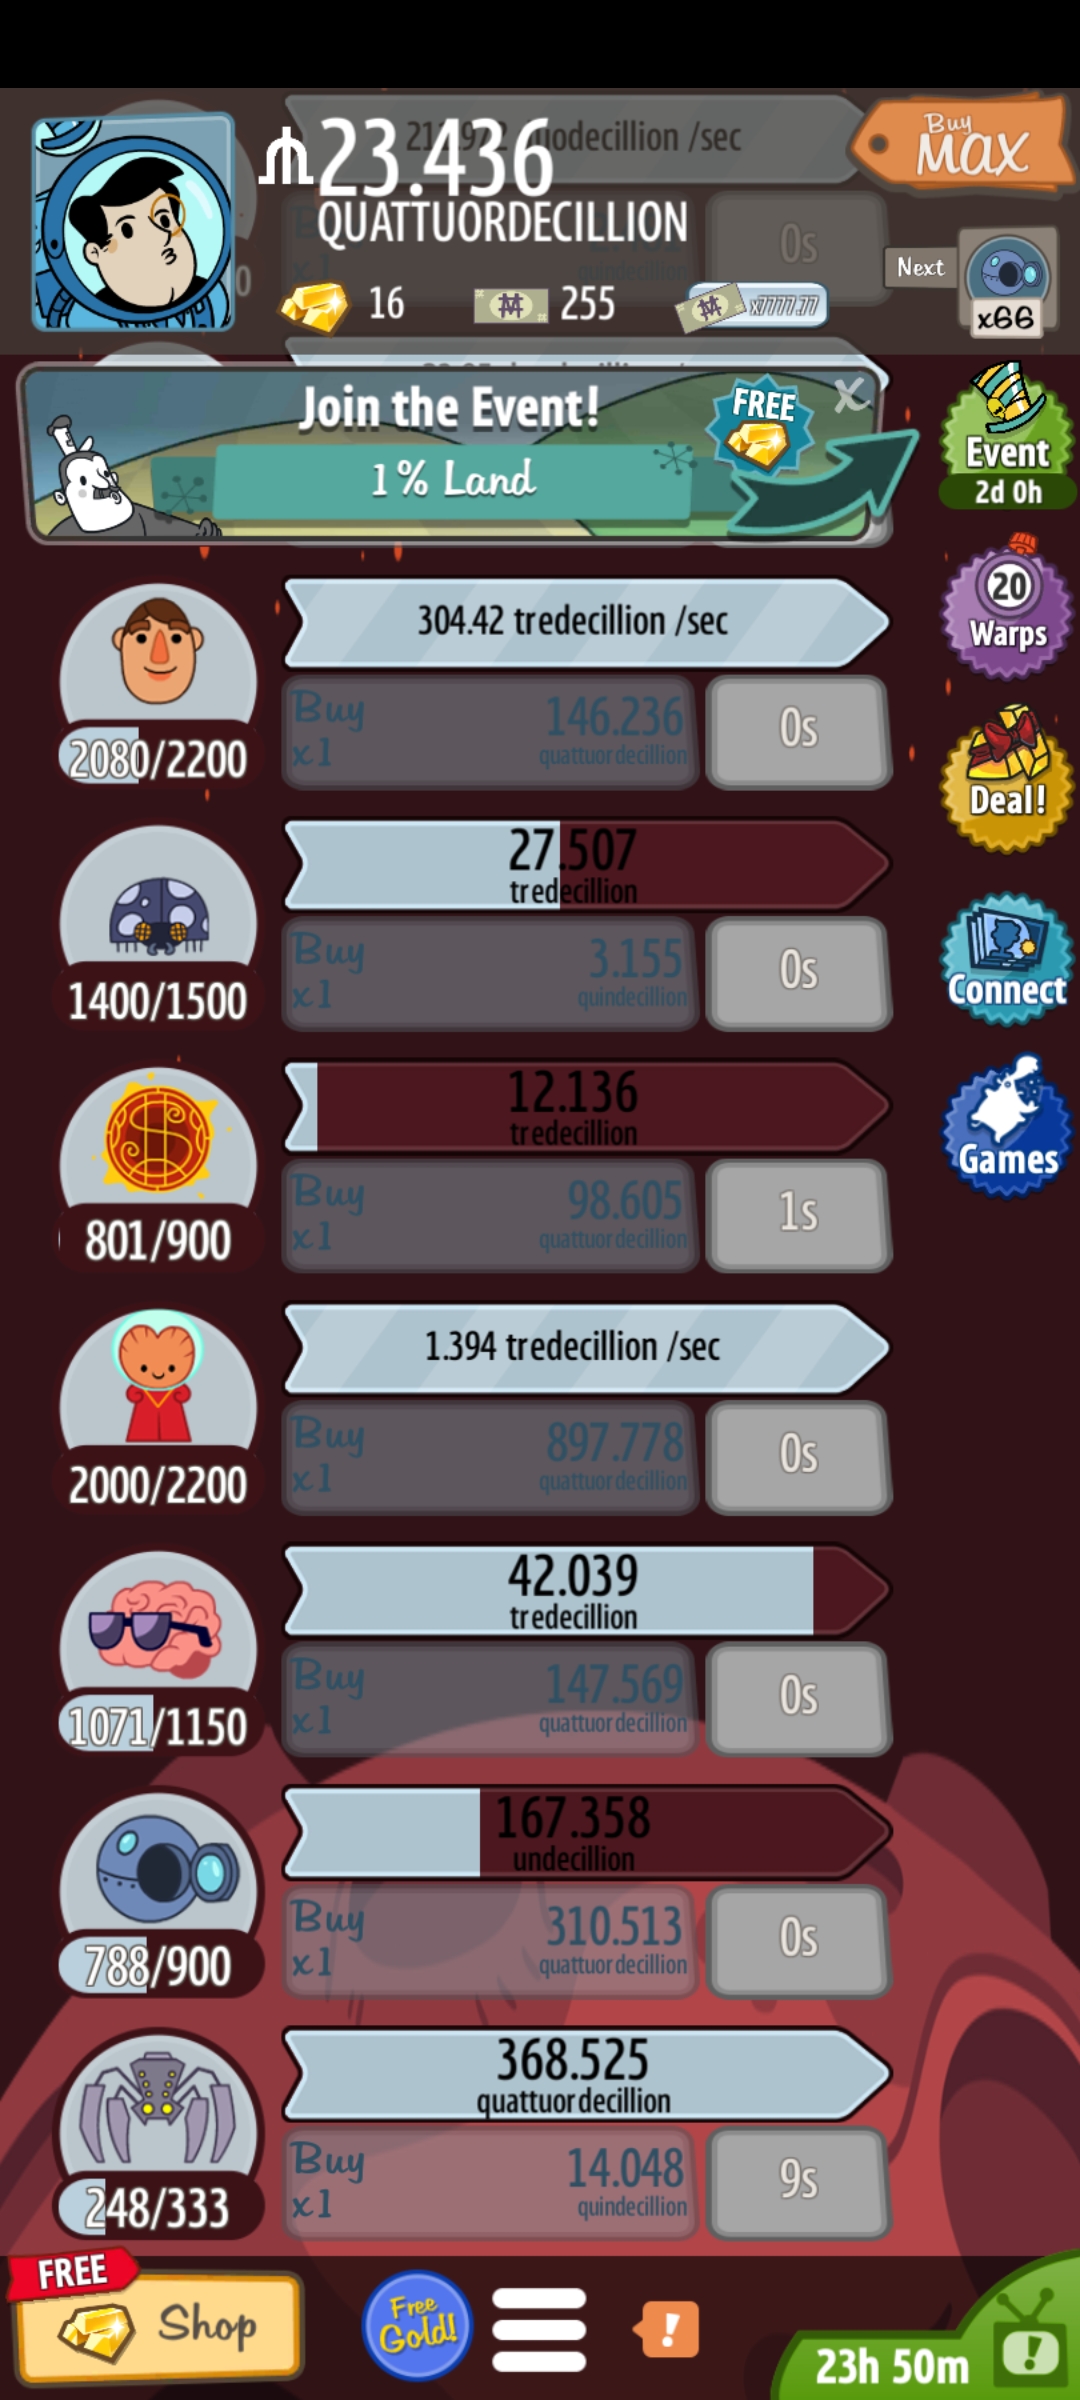 23.436
QUATTUORDECILLION
Buy
MAX
duodecillion /sec
0s
quindecillion
x1
16
255
x7777.77
Next
x66
Join the Event!
FREE
X
1% Land
Event
2d 0h
20
Warps
Deal!
Connect
Games
304.42 tredecillion /sec
2080/2200
Buy
x1
146.236
quattuordecillion
0s
27.507
tredecillion
1400/1500
Buy
x1
3.155
quindecillion
0s
12.136
tredecillion
801/900
Buy
x1
98.605
quattuordecillion
1s
1.394 tredecillion /sec
2000/2200
Buy
x1
897.778
quattuordecillion
0s
42.039
tredecillion
1071/1150
Buy
x1
147.569
quattuordecillion
0s
167.358
undecillion
788/900
Buy
x1
310.513
quattuordecillion
0s
368.525
quattuordecillion
248/333
Buy
x1
14.048
quindecillion
9s
FREE
Shop
Free
Gold!
!
23h 50m
!